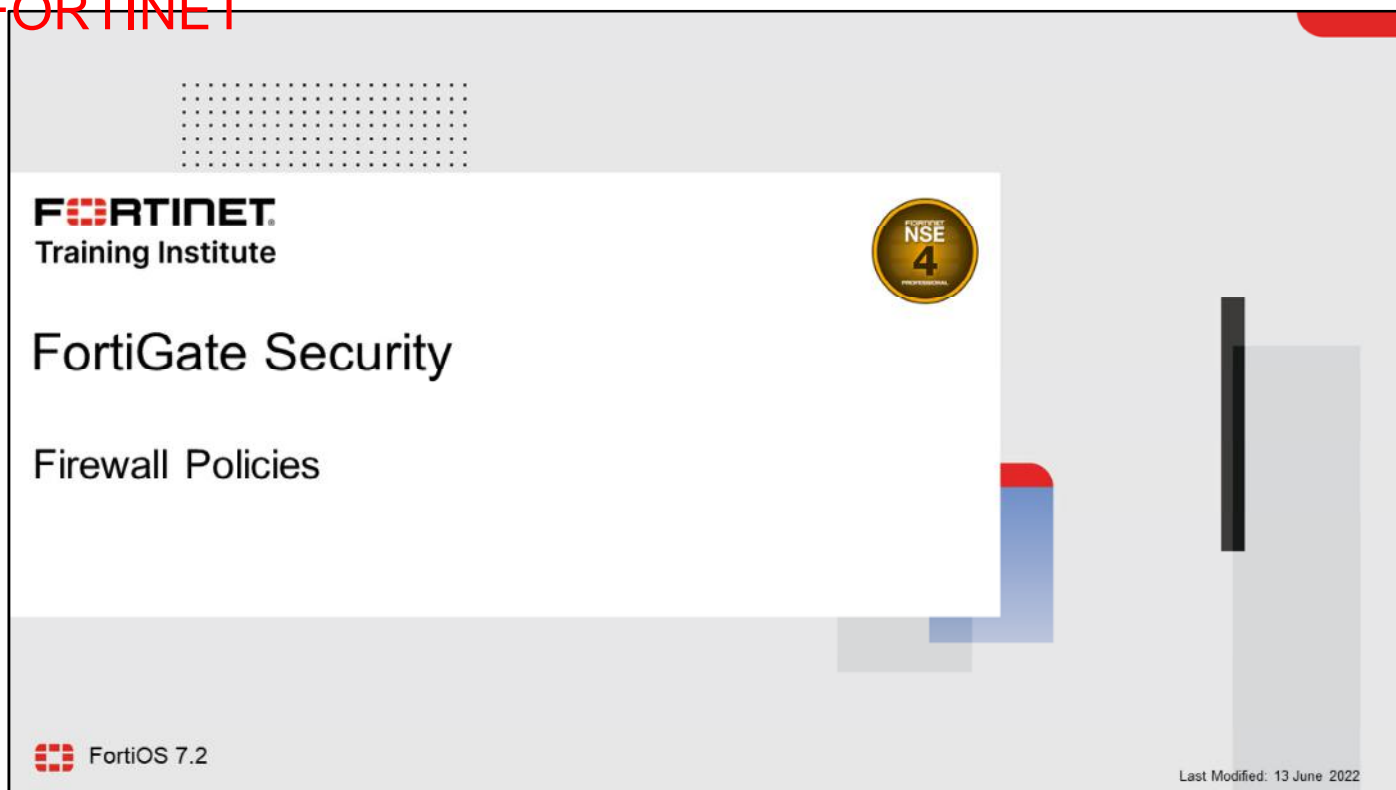 FORTINET
FORTINET
Training Institute
FORTINET
NSE
4
PROFESSIONAL
FortiGate Security
Firewall Policies
FortiOS 7.2
Last Modified: 13 June 2022